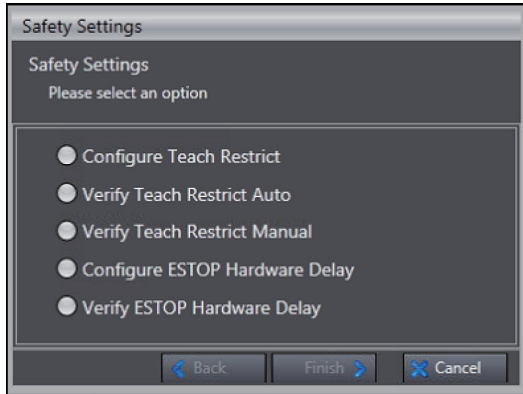 Safety Settings
Safety Settings
Please select an option
Configure Teach Restrict
Verify Teach Restrict Auto
Verify Teach Restrict Manual
Configure ESTOP Hardware Delay
Verify ESTOP Hardware Delay
Back Finish Cancel